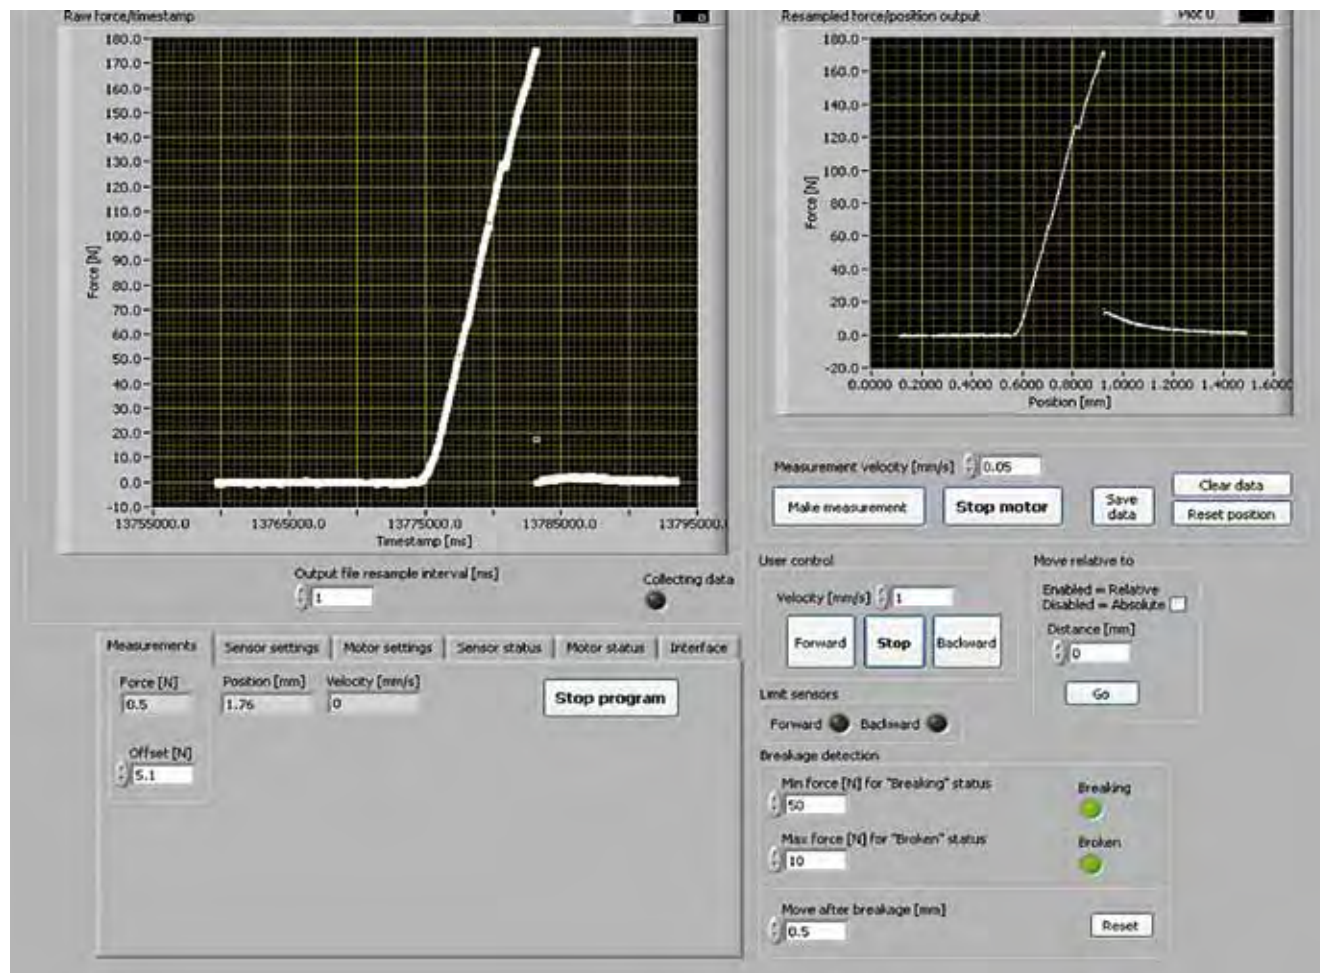 Raw force/timestamp
180.0
170.0
160.0
150.0
140.0
130.0
120.0
110.0
100.0
90.0
80.0
70.0
60.0
50.0
40.0
30.0
20.0
10.0
0.0
-10.0
Force [N]
13755000.0 13765000.0 13775000.0 13785000.0 13795000.0
Timestamp [ms]
Resampled force/position output
Plot 0
180.0
160.0
140.0
120.0
100.0
80.0
60.0
40.0
20.0
0.0
-20.0
Force [N]
0.0000 0.2000 0.4000 0.6000 0.8000 1.0000 1.2000 1.4000 1.6000
Position [mm]
Output file resample interval [ms]
1
Collecting data
Measurement velocity [mm/s] 0.05
Make measurement
Stop motor
Save
data
Clear data
Reset position
User control
Velocity [mm/s] 1
Forward
Stop
Backward
Move relative to
Enabled = Relative
Disabled = Absolute
Distance [mm]
0
Go
Limit sensors
Forward Backward
Breakage detection
Min force [N] for "Breaking" status
50
Breaking
Max force [N] for "Broken" status
10
Broken
Move after breakage [mm]
0.5
Reset
Measurements Sensor settings Motor settings Sensor status Motor status Interface
Force [N] Position [mm] Velocity [mm/s]
0.5 1.76 0
Stop program
Offset [N]
5.1